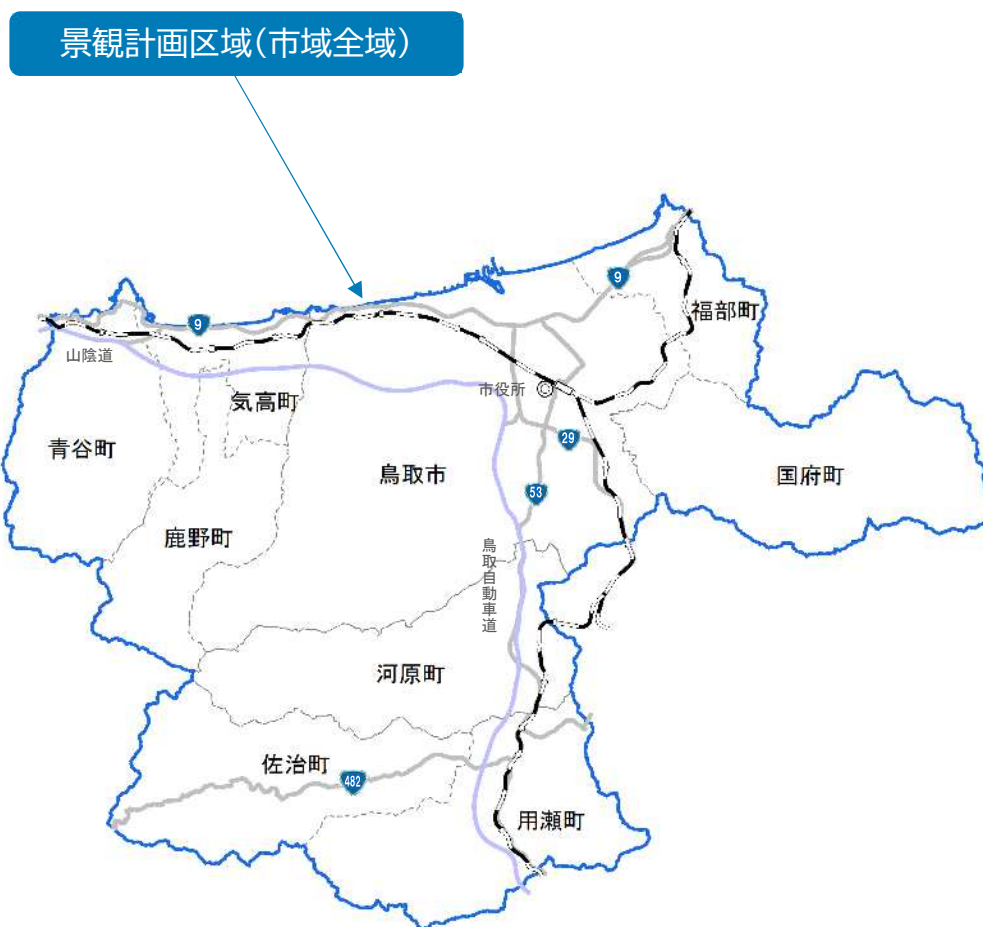 景観計画区域(市域全域)
9
福部町
9
山陰道
気高町
市役所
青谷町
29
鳥取市
国府町
53
鹿野町
鳥取自動車道
河原町
佐治町
482
用瀬町